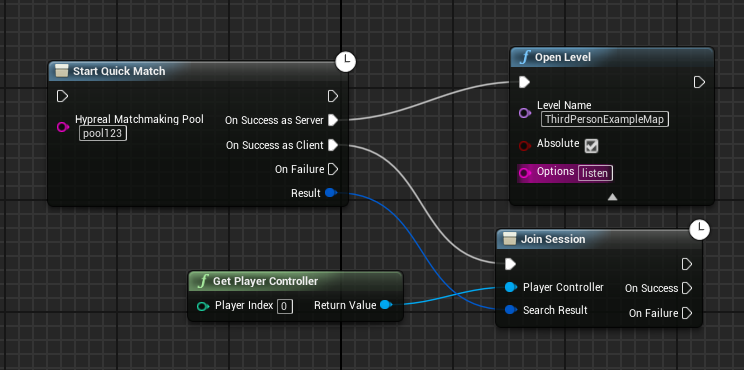 Start Quick Match
Hypreal Matchmaking Pool
pool123
On Success as Server
On Success as Client
On Failure
Result
f Open Level
Level Name
ThirdPersonExampleMap
Absolute
Options listen
f Get Player Controller
Player Index 0 Return Value
Join Session
Player Controller On Success
Search Result On Failure